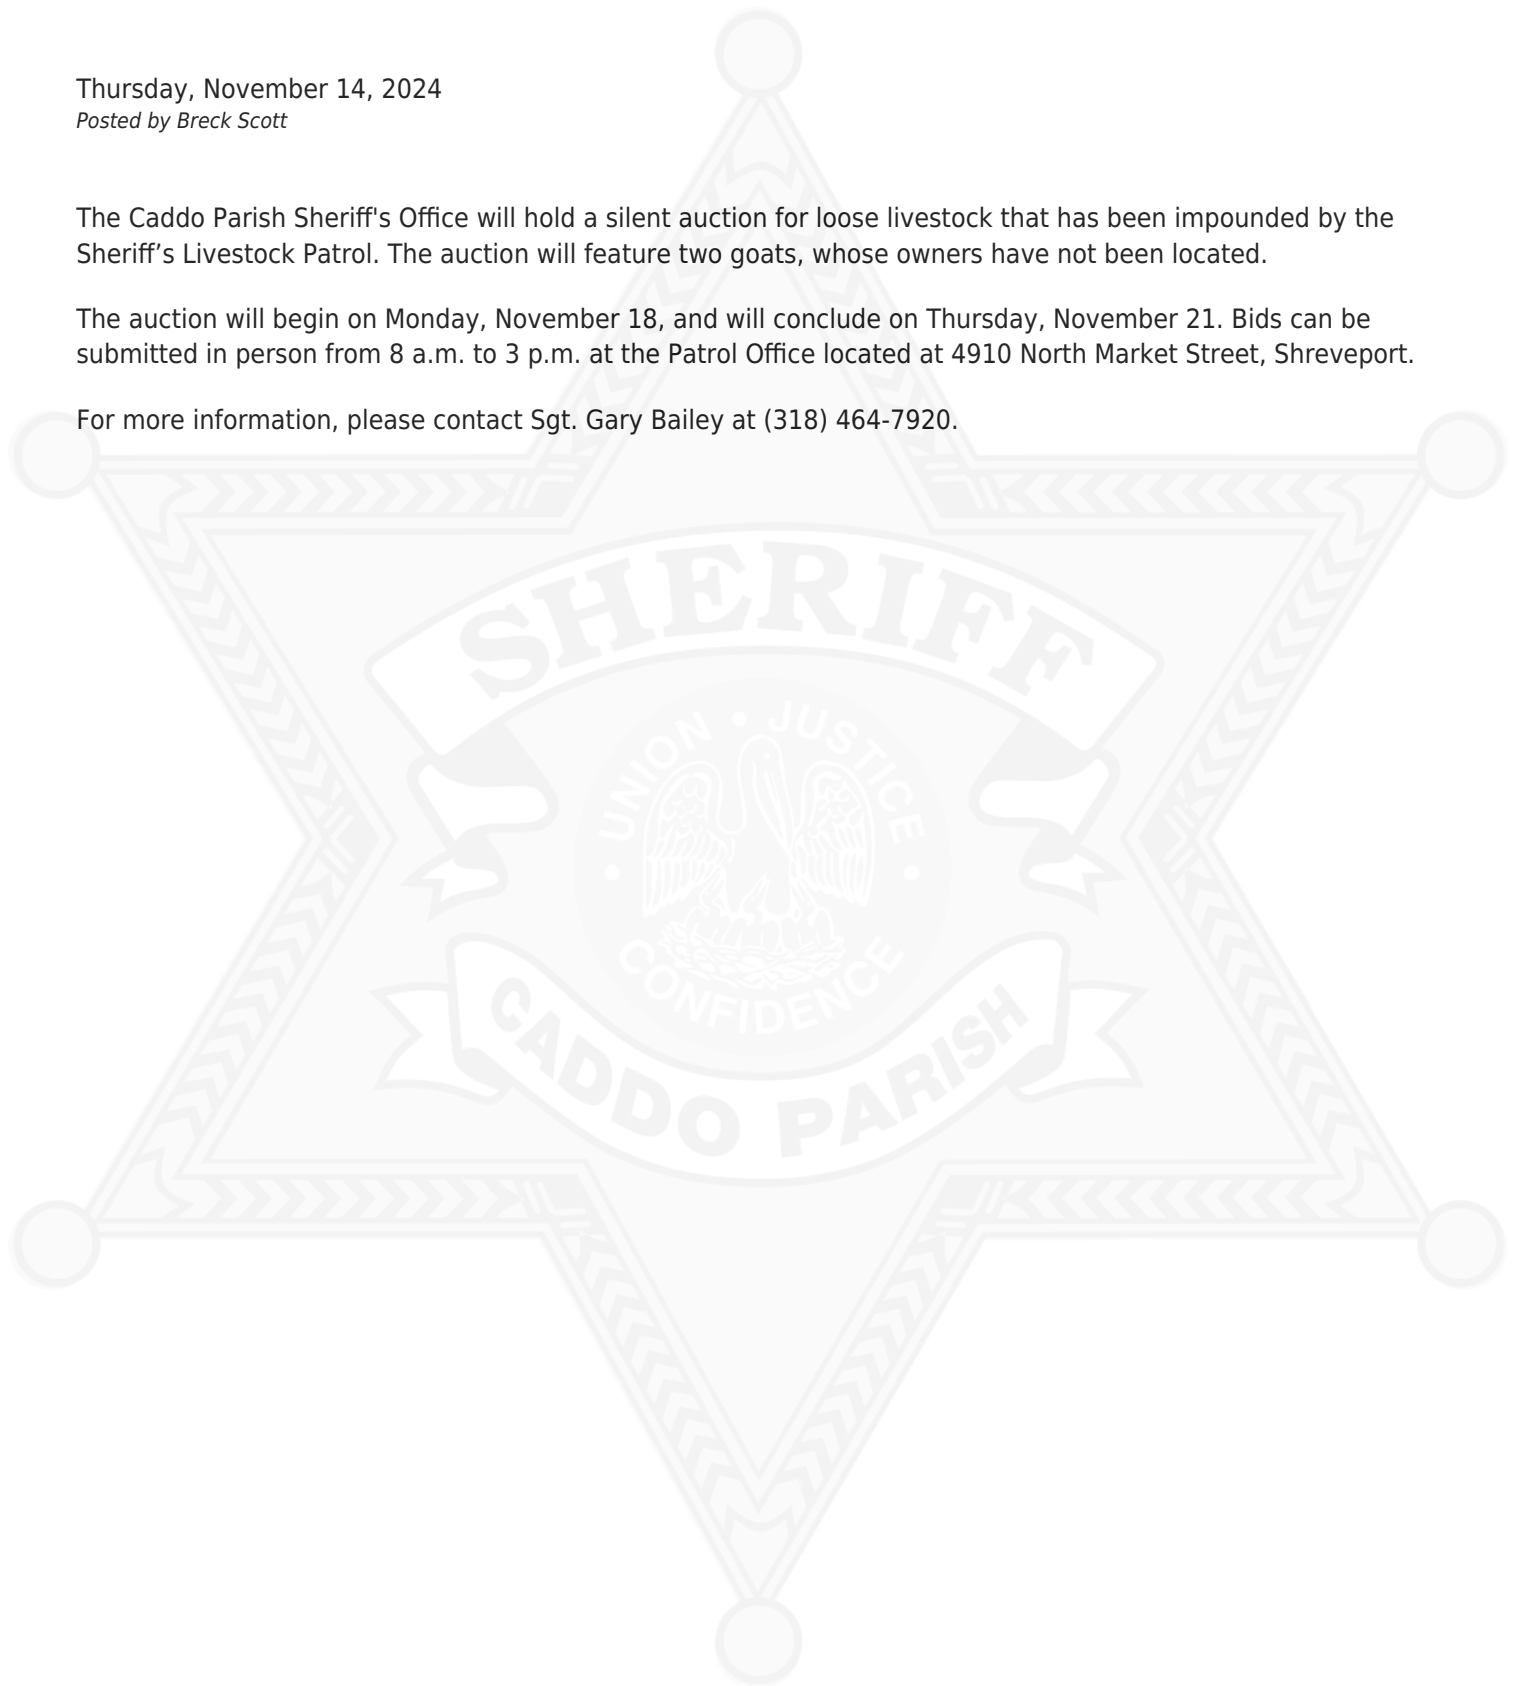 Thursday, November 14, 2024
Posted by Breck Scott
The Caddo Parish Sheriff's Office will hold a silent auction for loose livestock that has been impounded by the
Sheriff’s Livestock Patrol. The auction will feature two goats, whose owners have not been located.
The auction will begin on Monday, November 18, and will conclude on Thursday, November 21. Bids can be
submitted in person from 8 a.m. to 3 p.m. at the Patrol Office located at 4910 North Market Street, Shreveport.
For more information, please contact Sgt. Gary Bailey at (318) 464-7920.
SHERIFF
UNION • JUSTICE
• CONFIDENCE •
CADDO PARISH